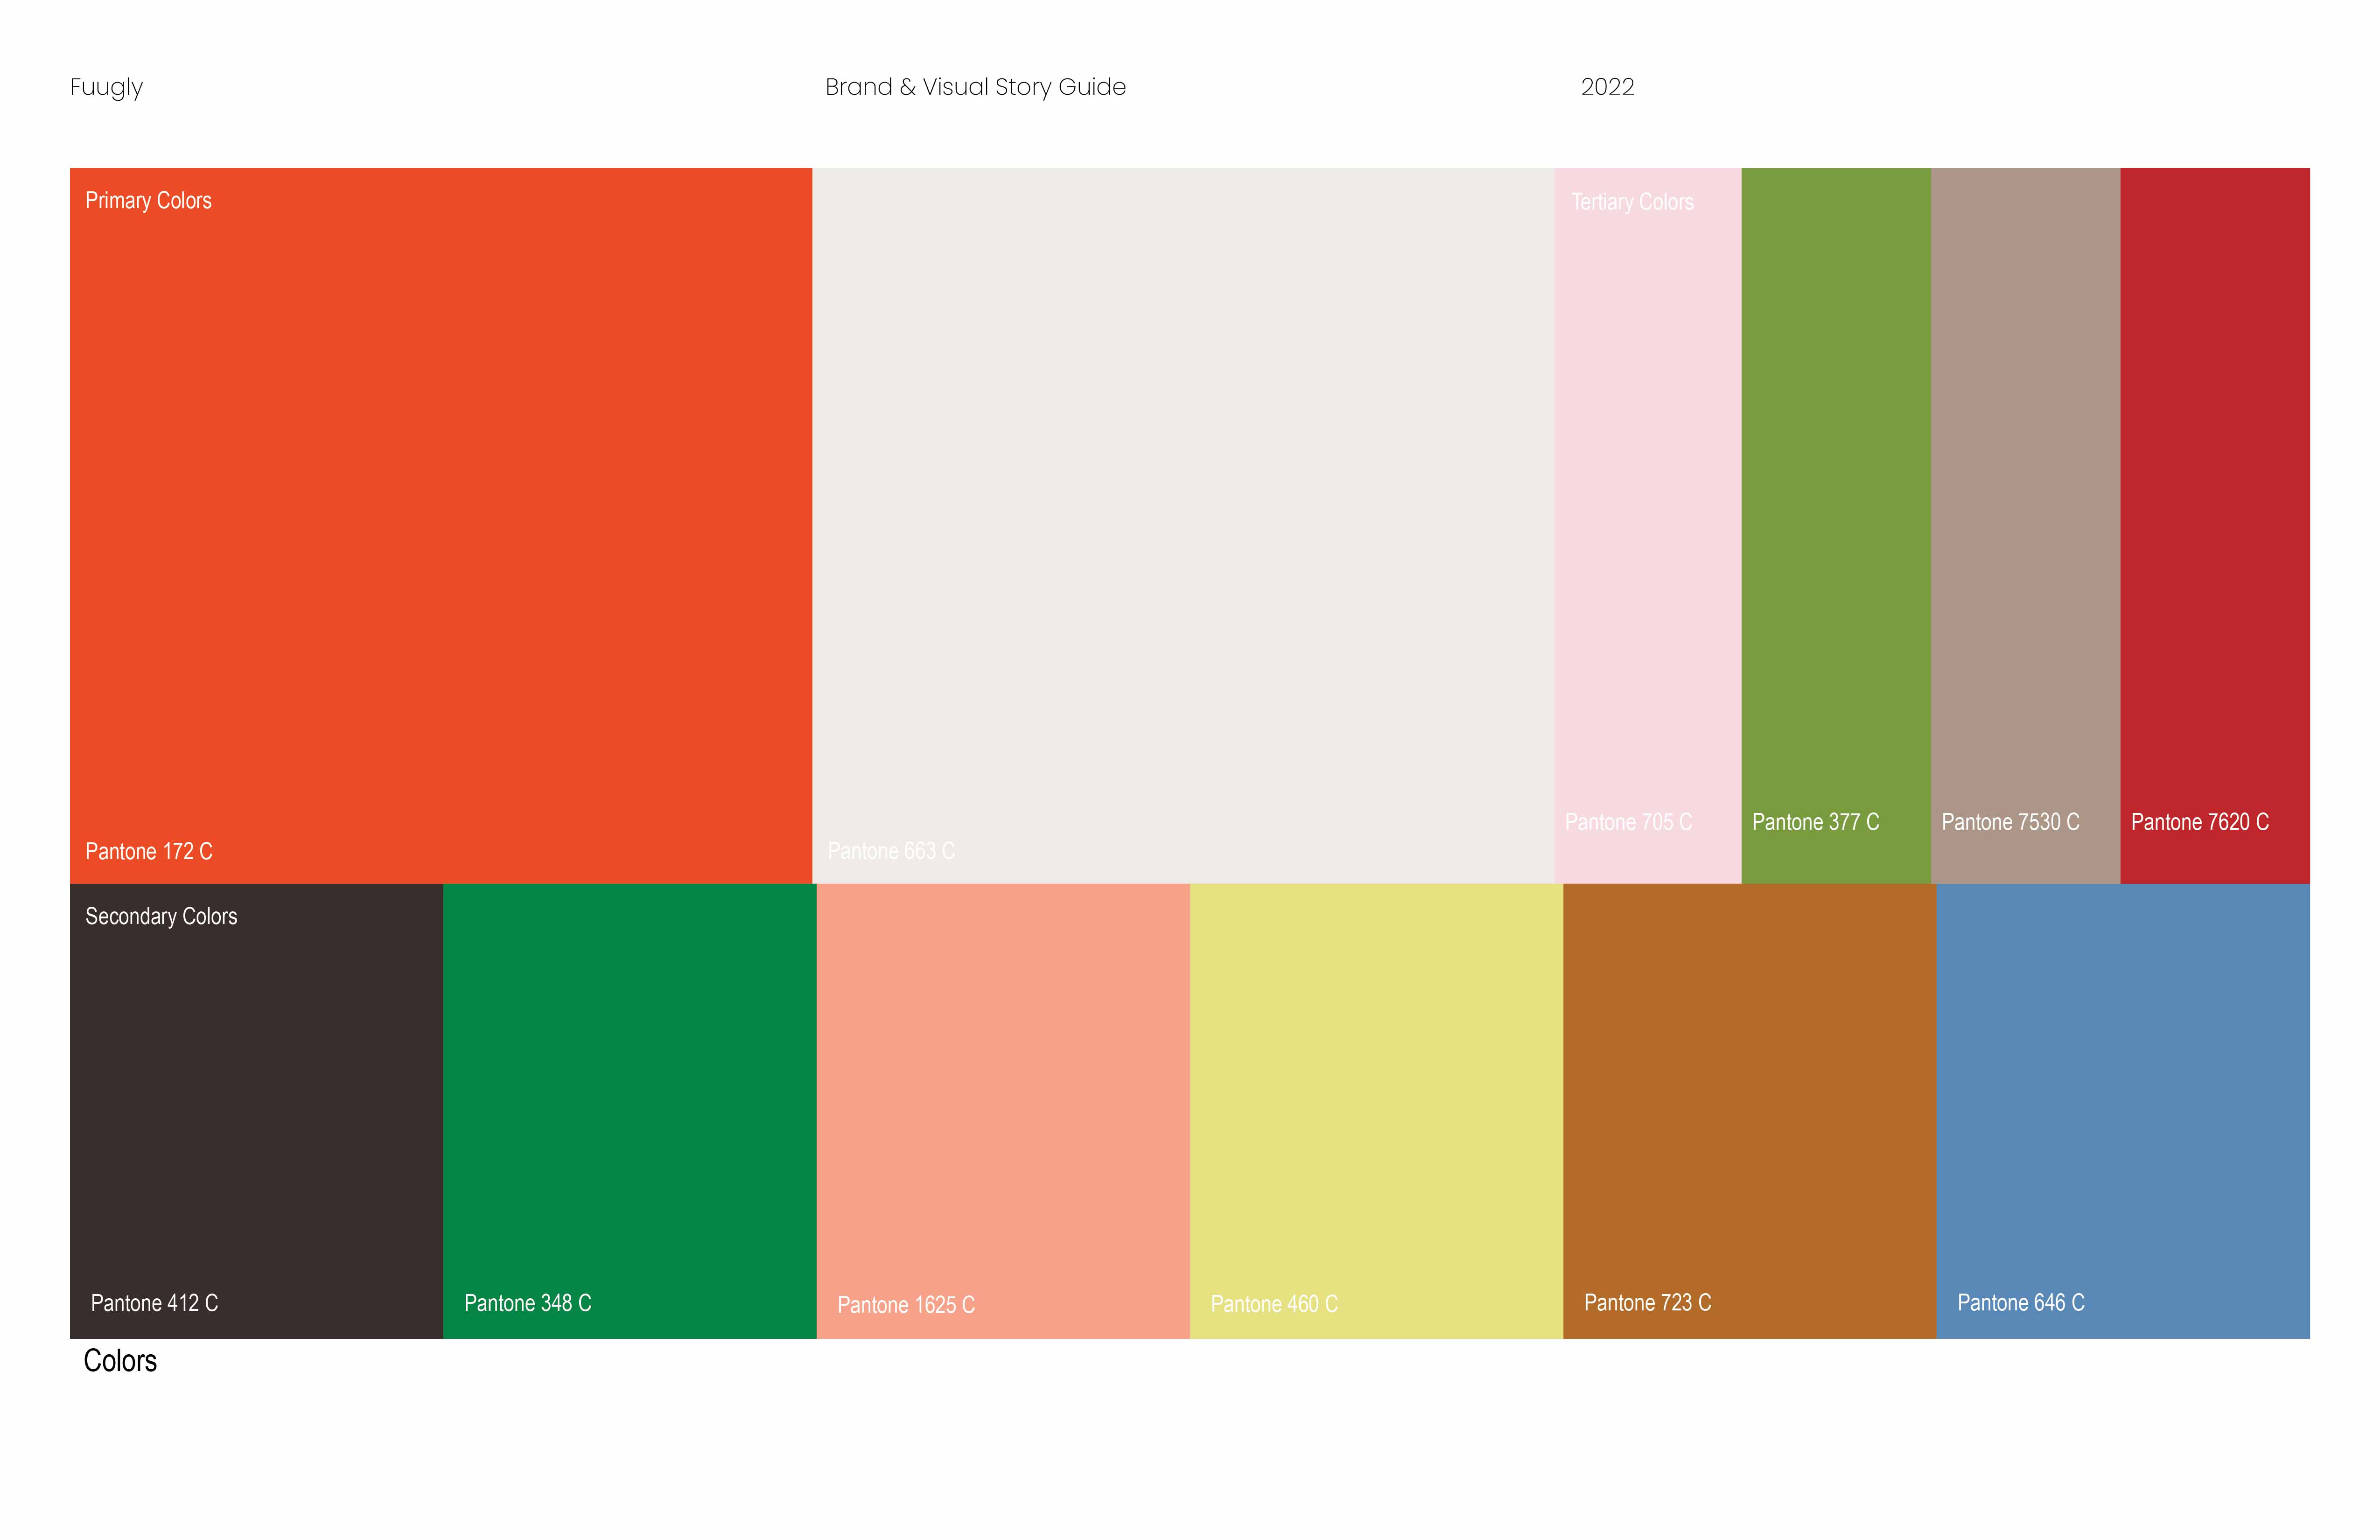 Fuugly
Brand & Visual Story Guide
2022
Primary Colors
Tertiary Colors
Pantone 172 C
Pantone 663 C
Pantone 705 C
Pantone 377 C
Pantone 7530 C
Pantone 7620 C
Secondary Colors
Pantone 412 C
Pantone 348 C
Pantone 1625 C
Pantone 460 C
Pantone 723 C
Pantone 646 C
Colors